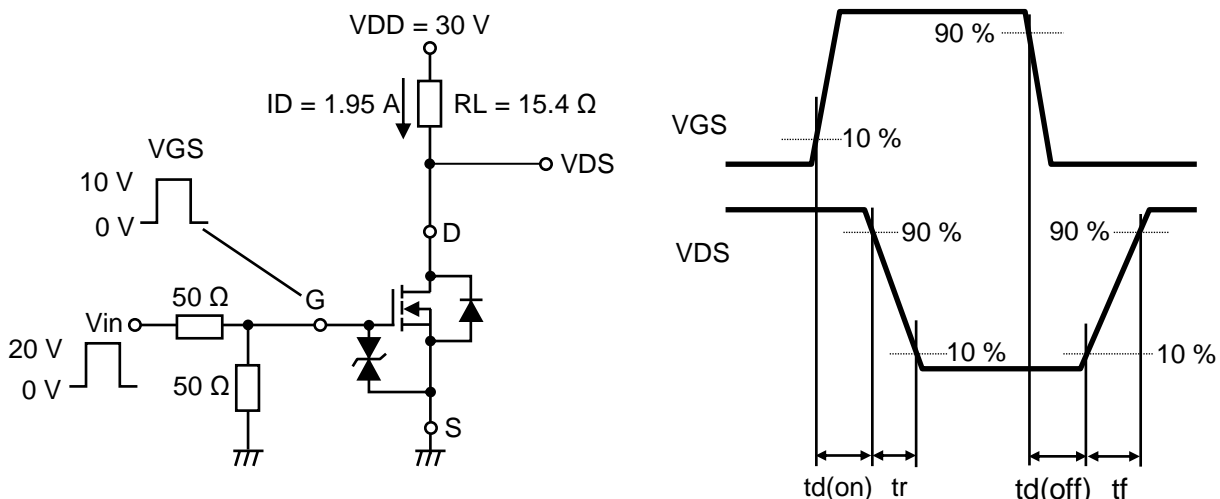 VDD = 30 V
ID = 1.95 A
RL = 15.4 Ω
VGS
10 V
0 V
VDS
D
G
50 Ω
Vin
20 V
0 V
50 Ω
S
90 %
VGS
10 %
VDS
90 %
90 %
10 %
10 %
td(on)
tr
td(off)
tf